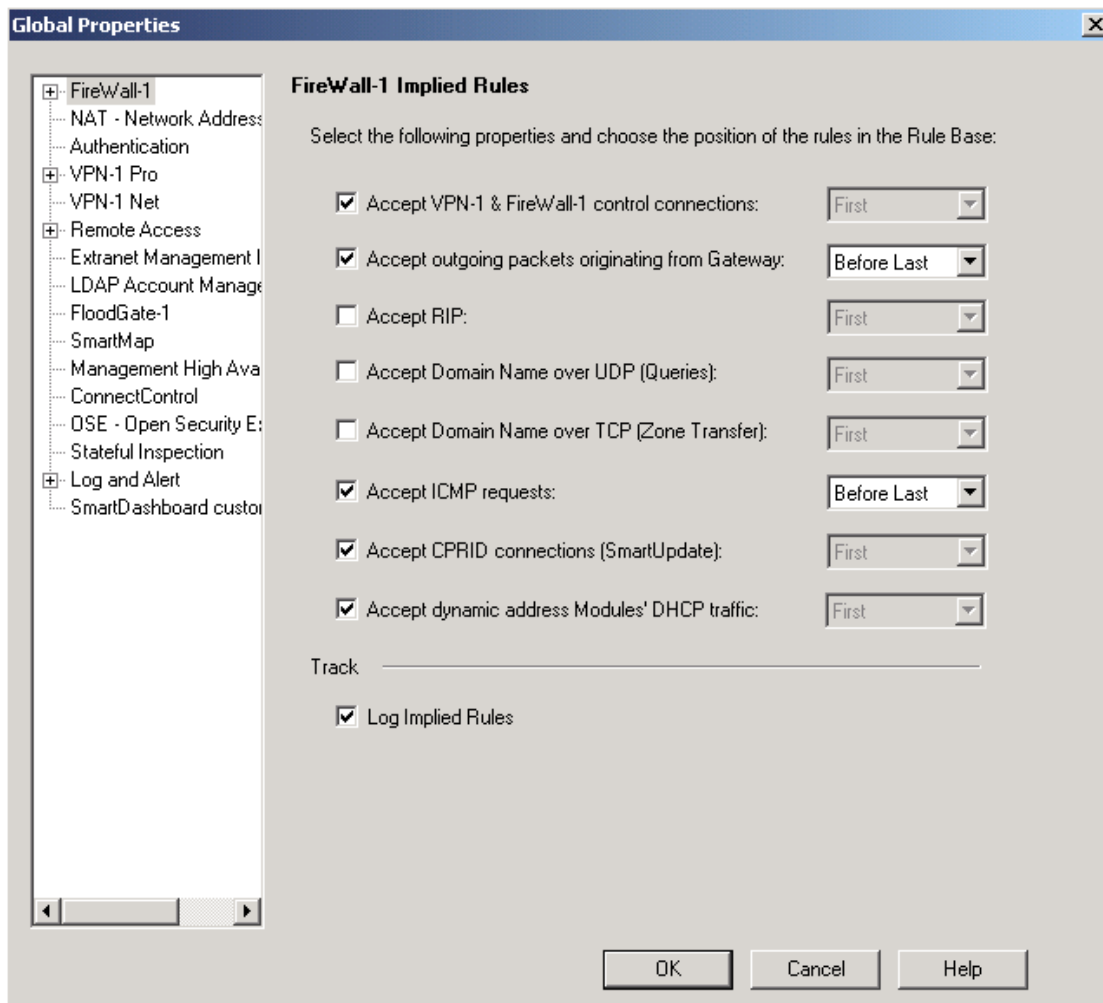 Global Properties
FireWall-1
NAT - Network Address
Authentication
VPN-1 Pro
VPN-1 Net
Remote Access
Extranet Management I
LDAP Account Manage
FloodGate-1
SmartMap
Management High Ava
ConnectControl
OSE - Open Security E
Stateful Inspection
Log and Alert
SmartDashboard custo
FireWall-1 Implied Rules
Select the following properties and choose the position of the rules in the Rule Base:
Accept VPN-1 & FireWall-1 control connections: First
Accept outgoing packets originating from Gateway: Before Last
Accept RIP: First
Accept Domain Name over UDP (Queries): First
Accept Domain Name over TCP (Zone Transfer): First
Accept ICMP requests: Before Last
Accept CPRID connections (SmartUpdate): First
Accept dynamic address Modules' DHCP traffic: First
Track
Log Implied Rules
OK Cancel Help